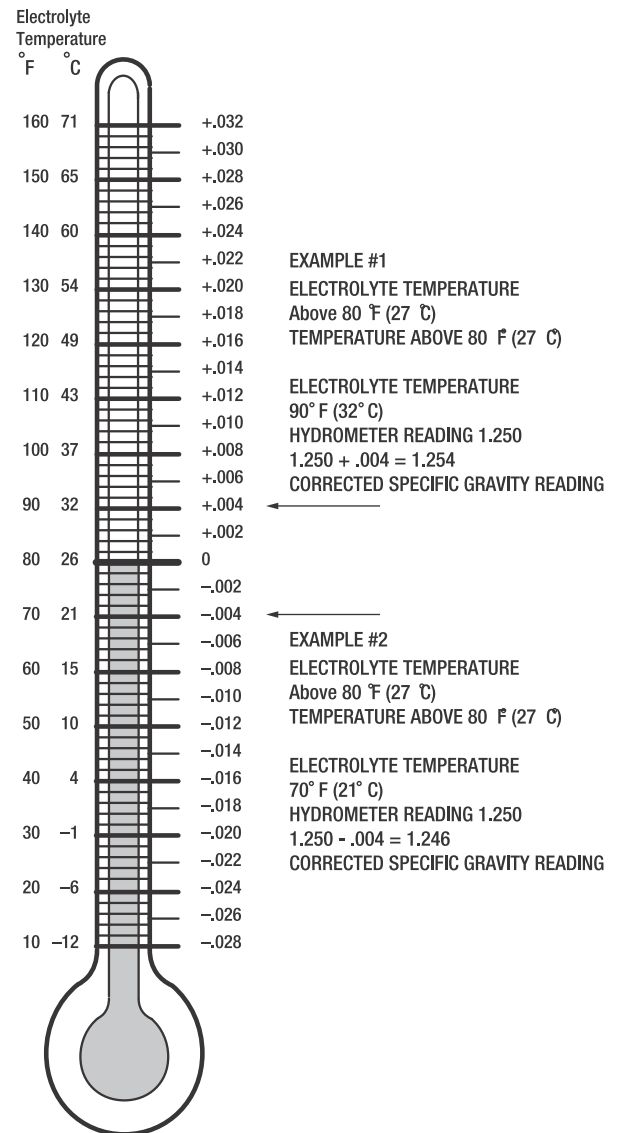 Electrolyte
Temperature
°F °C
160 71 +.032
+.030
150 65 +.028
+.026
140 60 +.024
+.022
130 54 +.020
+.018
120 49 +.016
+.014
110 43 +.012
+.010
100 37 +.008
+.006
90 32 +.004
+.002
80 26 0
–.002
70 21 –.004
–.006
60 15 –.008
–.010
50 10 –.012
–.014
40 4 –.016
–.018
30 –1 –.020
–.022
20 –6 –.024
–.026
10 –12 –.028
EXAMPLE #1
ELECTROLYTE TEMPERATURE
Above 80 °F (27 °C)
TEMPERATURE ABOVE 80 °F (27 °C)
ELECTROLYTE TEMPERATURE
90° F (32° C)
HYDROMETER READING 1.250
1.250 + .004 = 1.254
CORRECTED SPECIFIC GRAVITY READING
EXAMPLE #2
ELECTROLYTE TEMPERATURE
Above 80 °F (27 °C)
TEMPERATURE ABOVE 80 °F (27 °C)
ELECTROLYTE TEMPERATURE
70° F (21° C)
HYDROMETER READING 1.250
1.250 - .004 = 1.246
CORRECTED SPECIFIC GRAVITY READING